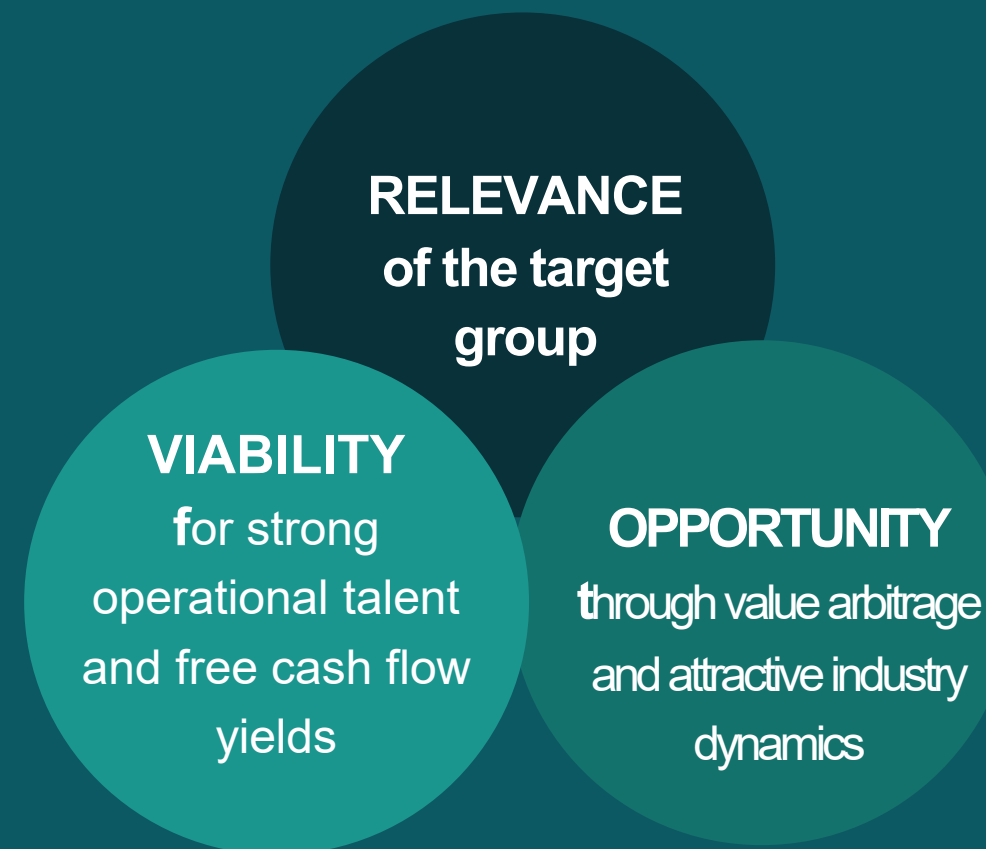 RELEVANCE
of the target
group
VIABILITY
for strong
operational talent
and free cash flow
yields
OPPORTUNITY
through value arbitrage
and attractive industry
dynamics